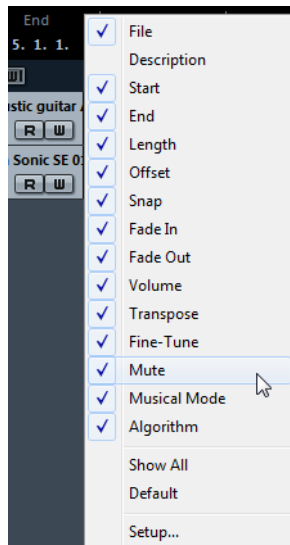 End
5. 1. 1.
stic guitar
R W
Sonic SE 01
R W
File
Description
Start
End
Length
Offset
Snap
Fade In
Fade Out
Volume
Transpose
Fine-Tune
Mute
Musical Mode
Algorithm
Show All
Default
Setup...